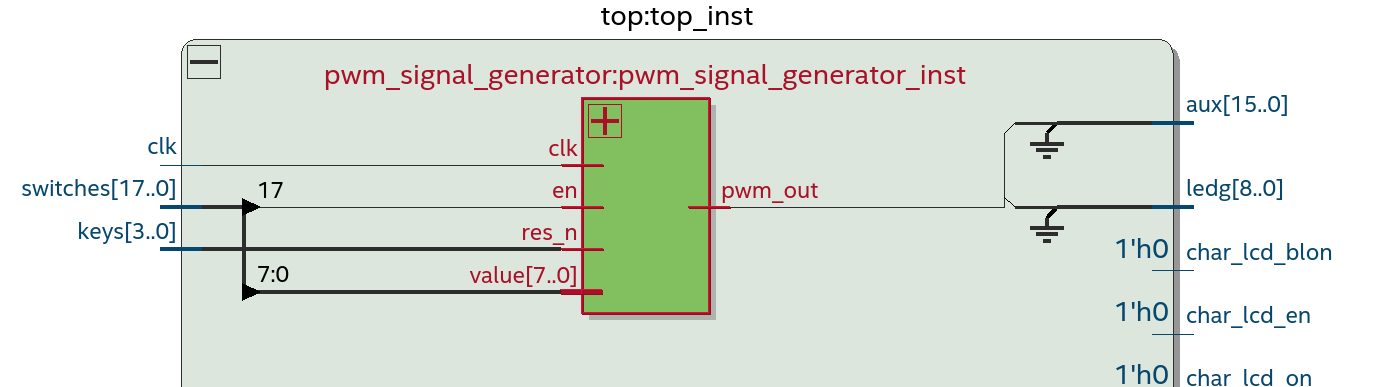 top:top_inst
pwm_signal_generator:pwm_signal_generator_inst
aux[15..0]
clk
clk
switches[17..0]
17
en
pwm_out
ledg[8..0]
keys[3..0]
res_n
1'h0
char_lcd_blon
7:0
value[7..0]
1'h0
char_lcd_en
1'h0
char_lcd_on